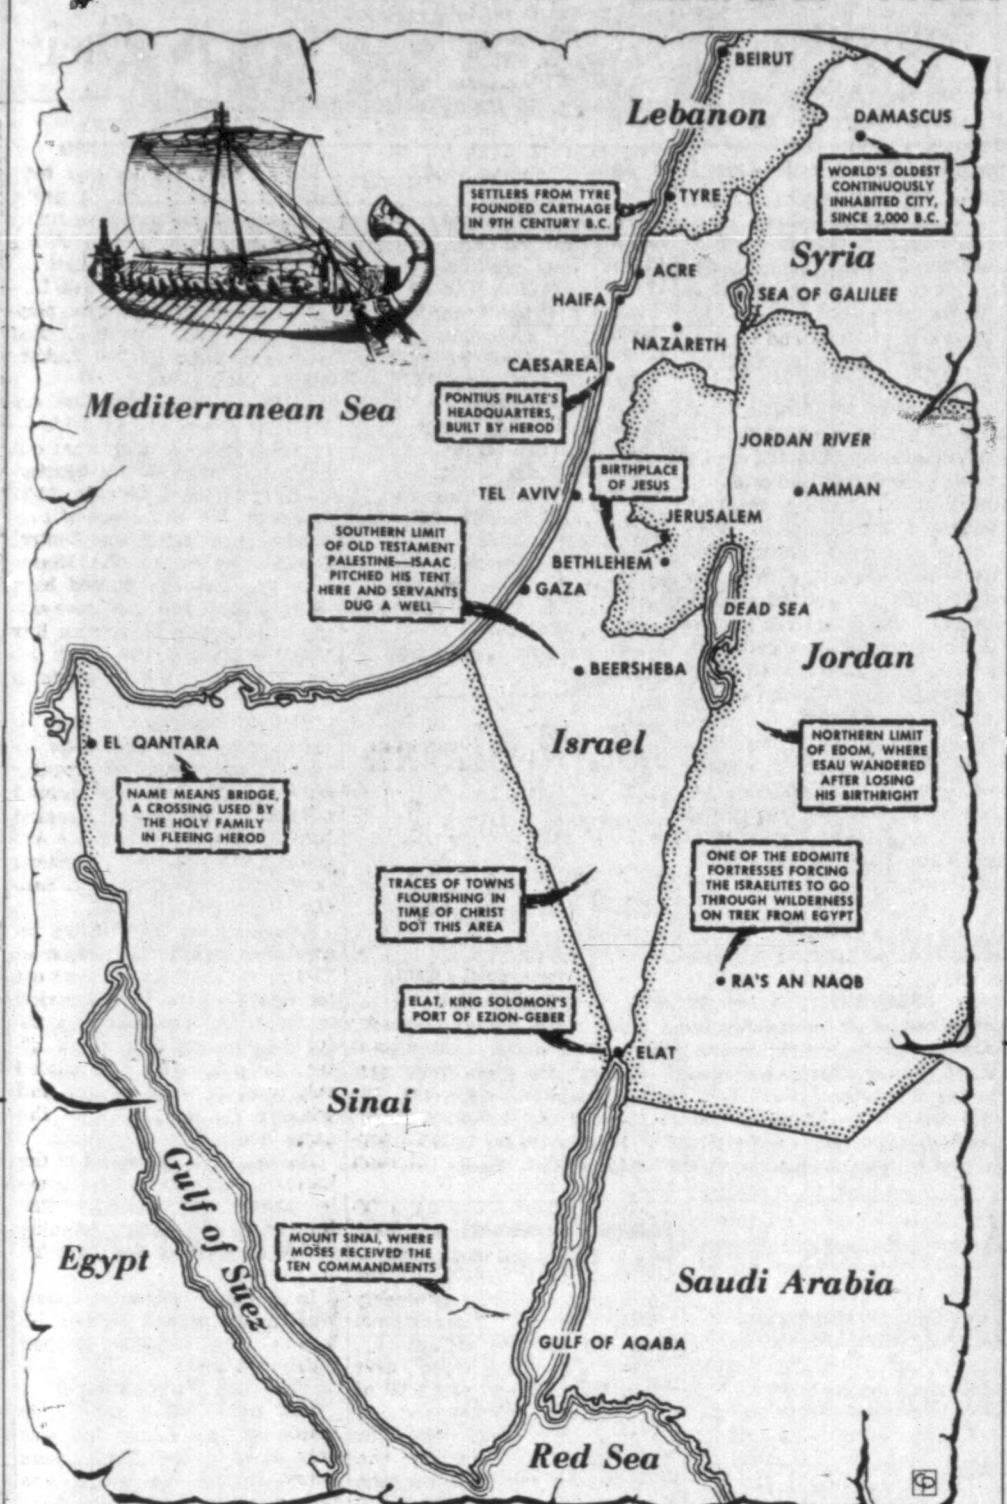 BEIRUT
Lebanon
DAMASCUS
WORLD'S OLDEST
CONTINUOUSLY
INHABITED CITY,
SINCE 2,000 B.C.
SETTLERS FROM TYRE
FOUNDED CARTHAGE
IN 9TH CENTURY B.C.
TYRE
Syria
ACRE
HAIFA
SEA OF GALILEE
NAZARETH
CAESAREA
Mediterranean Sea
PONTIUS PILATE'S
HEADQUARTERS,
BUILT BY HEROD
JORDAN RIVER
BIRTHPLACE
OF JESUS
TEL AVIV
AMMAN
JERUSALEM
SOUTHERN LIMIT
OF OLD TESTAMENT
PALESTINE—ISAAC
PITCHED HIS TENT
HERE AND SERVANTS
DUG A WELL
BETHLEHEM
GAZA
DEAD SEA
Jordan
BEERSHEBA
EL QANTARA
Israel
NORTHERN LIMIT
OF EDOM, WHERE
ESAU WANDERED
AFTER LOSING
HIS BIRTHRIGHT
NAME MEANS BRIDGE,
A CROSSING USED BY
THE HOLY FAMILY
IN FLEEING HEROD
ONE OF THE EDOMITE
FORTRESSES FORCING
THE ISRAELITES TO GO
THROUGH WILDERNESS
ON TREK FROM EGYPT
TRACES OF TOWNS
FLOURISHING IN
TIME OF CHRIST
DOT THIS AREA
RA'S AN NAQB
ELAT, KING SOLOMON'S
PORT OF EZION-GEBER
ELAT
Sinai
Gulf of Suez
Egypt
MOUNT SINAI, WHERE
MOSES RECEIVED THE
TEN COMMANDMENTS
Saudi Arabia
GULF OF AQABA
Red Sea